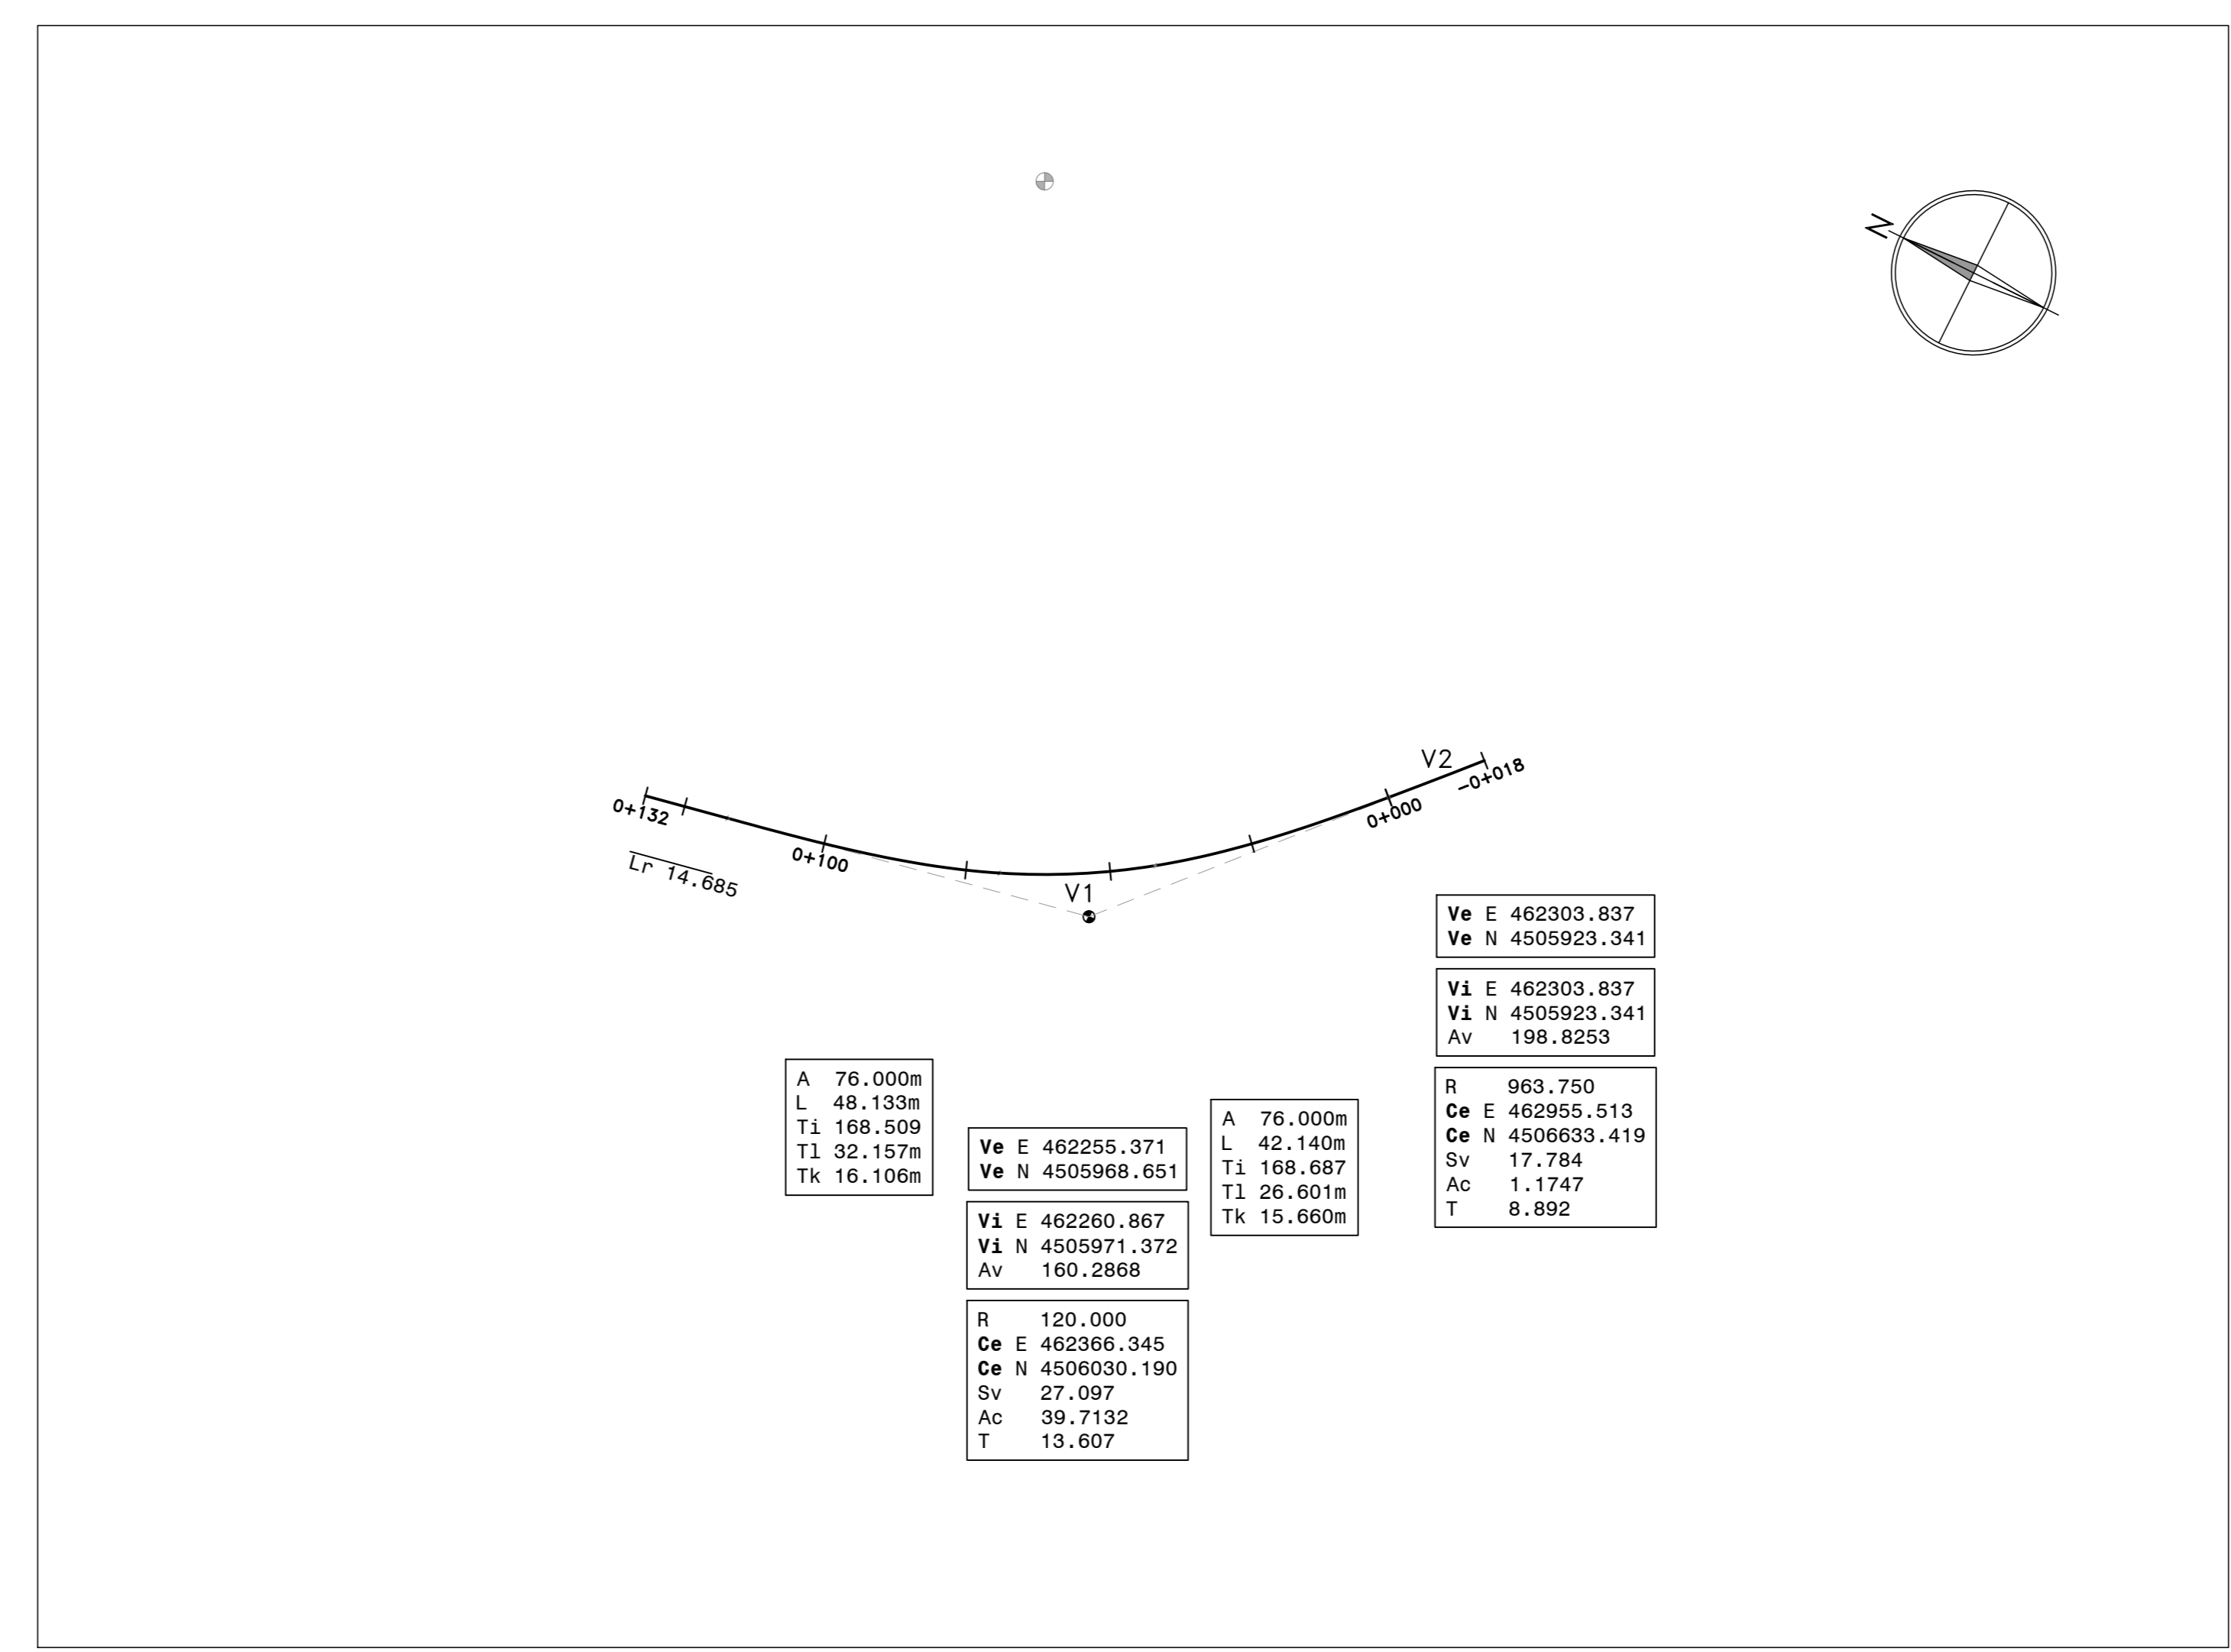 N
V2
-0+018
0+132
0+000
0+100
Lr 14.685
V1
Ve E 462303.837
Ve N 4505923.341
Vi E 462303.837
Vi N 4505923.341
Av 198.8253
R 963.750
Ce E 462955.513
Ce N 4506633.419
Sv 17.784
Ac 1.1747
T 8.892
A 76.000m
L 48.133m
Ti 168.509
Tl 32.157m
Tk 16.106m
Ve E 462255.371
Ve N 4505968.651
Vi E 462260.867
Vi N 4505971.372
Av 160.2868
R 120.000
Ce E 462366.345
Ce N 4506030.190
Sv 27.097
Ac 39.7132
T 13.607
A 76.000m
L 42.140m
Ti 168.687
Tl 26.601m
Tk 15.660m